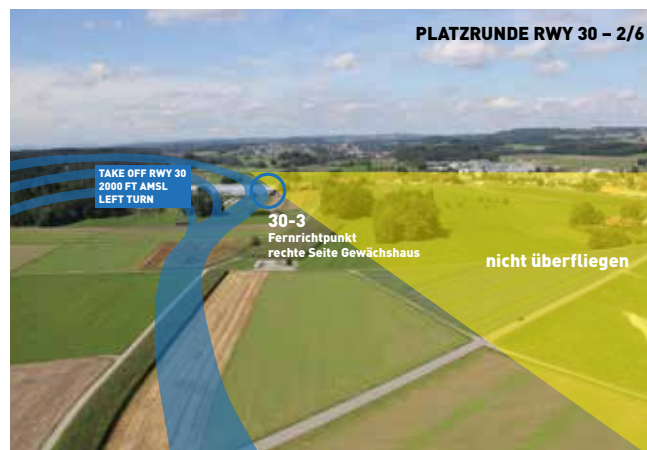 PLATZRUNDE RWY 30 – 2/6
TAKE OFF RWY 30
2000 FT AMSL
LEFT TURN
30-3
Fernrichtpunkt
rechte Seite Gewächshaus
nicht überfliegen